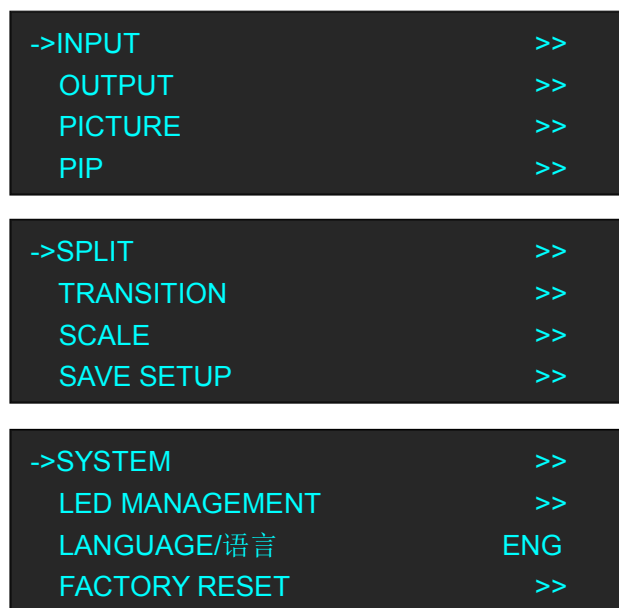 ->INPUT >>
OUTPUT >>
PICTURE >>
PIP >>
->SPLIT >>
TRANSITION >>
SCALE >>
SAVE SETUP >>
->SYSTEM >>
LED MANAGEMENT >>
LANGUAGE/语言 ENG
FACTORY RESET >>